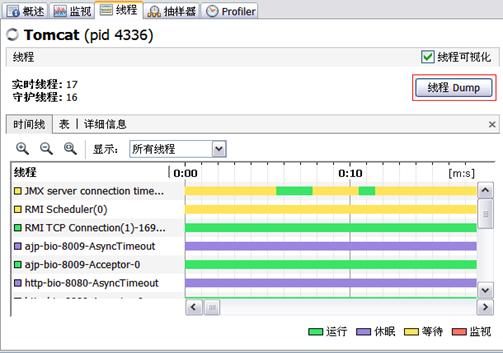 概述 监视 线程 抽样器 Profiler
Tomcat (pid 4336)
线程 线程可视化
实时线程: 17
守护线程: 16
线程 Dump
时间线 表 详细信息
显示: 所有线程
线程 0:00 0:10 [m:s]
JMX server connection time...
RMI Scheduler(0)
RMI TCP Connection(1)-169...
ajp-bio-8009-AsyncTimeout
ajp-bio-8009-Acceptor-0
http-bio-8080-AsyncTimeout
运行 休眠 等待 监视